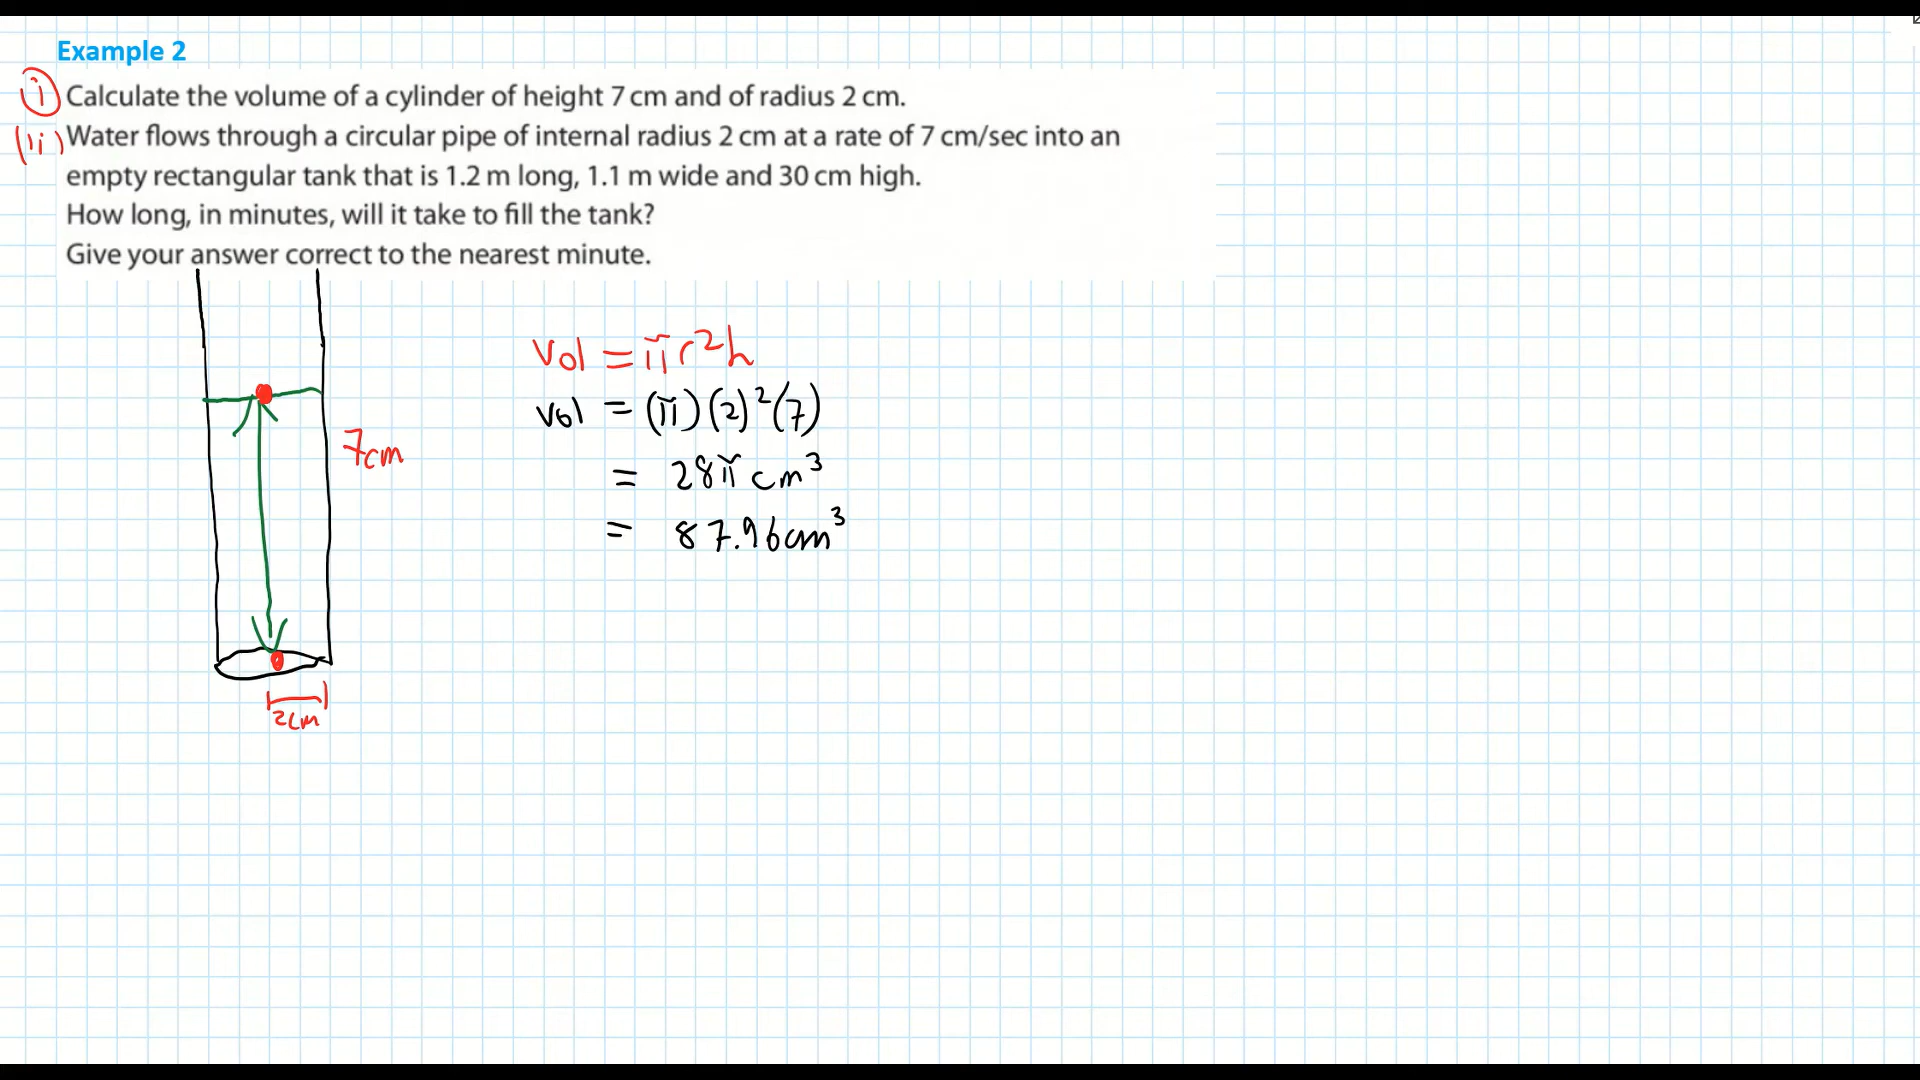 Example 2
(i) Calculate the volume of a cylinder of height 7 cm and of radius 2 cm.
(ii) Water flows through a circular pipe of internal radius 2 cm at a rate of 7 cm/sec into an
empty rectangular tank that is 1.2 m long, 1.1 m wide and 30 cm high.
How long, in minutes, will it take to fill the tank?
Give your answer correct to the nearest minute.
Vol = πr²h
Vol = (π)(2)²(7)
= 28π cm³
= 87.96cm³
7cm
2cm